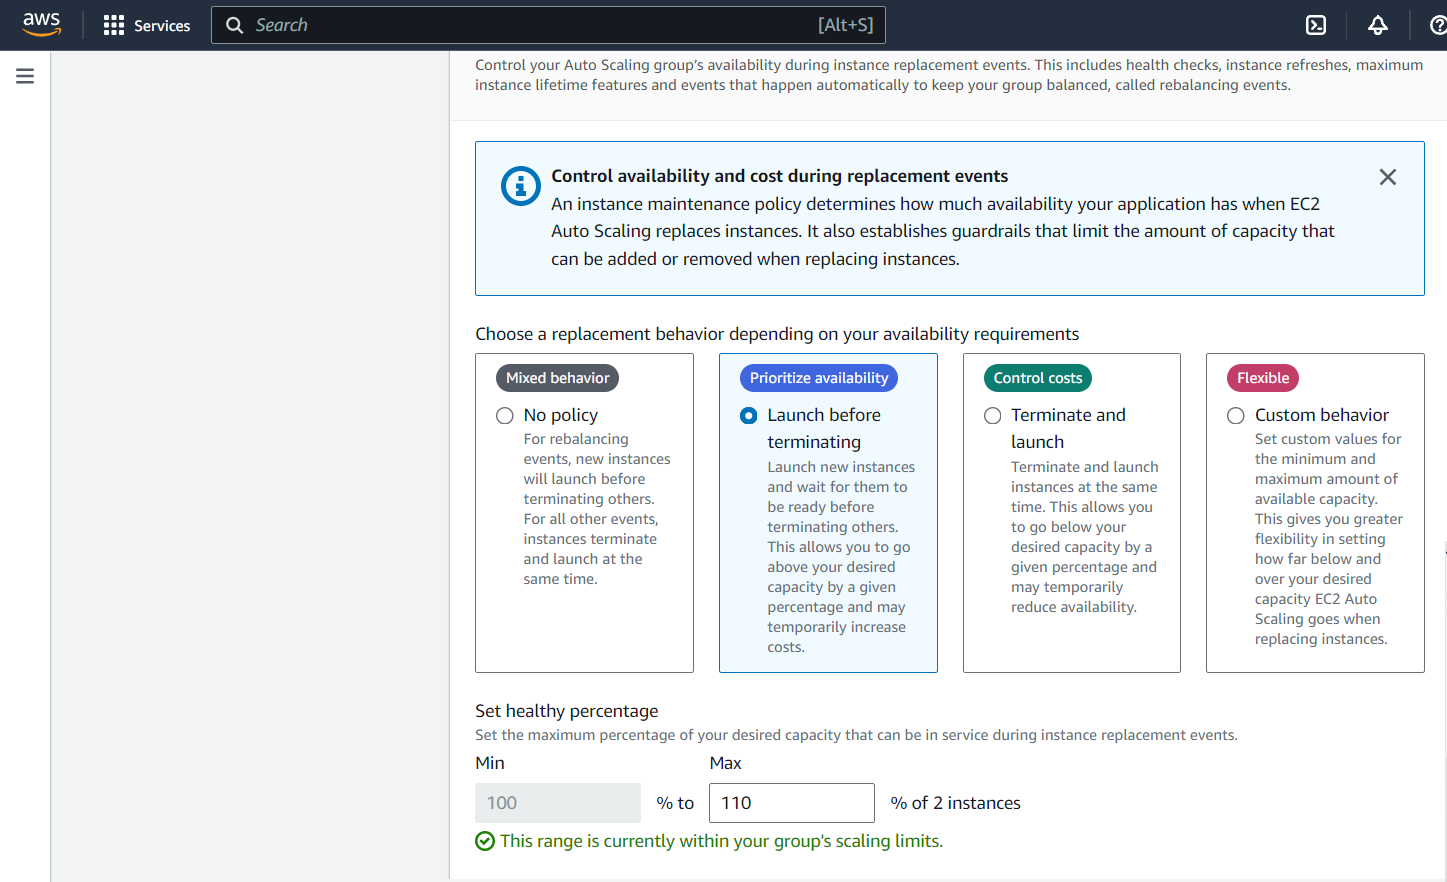 aws
Services
Search
[Alt+S]
Control your Auto Scaling group's availability during instance replacement events. This includes health checks, instance refreshes, maximum
instance lifetime features and events that happen automatically to keep your group balanced, called rebalancing events.
Control availability and cost during replacement events
An instance maintenance policy determines how much availability your application has when EC2
Auto Scaling replaces instances. It also establishes guardrails that limit the amount of capacity that
can be added or removed when replacing instances.
Choose a replacement behavior depending on your availability requirements
Mixed behavior
No policy
For rebalancing
events, new instances
will launch before
terminating others.
For all other events,
instances terminate
and launch at the
same time.
Prioritize availability
Launch before
terminating
Launch new instances
and wait for them to
be ready before
terminating others.
This allows you to go
above your desired
capacity by a given
percentage and may
temporarily increase
costs.
Control costs
Terminate and
launch
Terminate and launch
instances at the same
time. This allows you
to go below your
desired capacity by a
given percentage and
may temporarily
reduce availability.
Flexible
Custom behavior
Set custom values for
the minimum and
maximum amount of
available capacity.
This gives you greater
flexibility in setting
how far below and
over your desired
capacity EC2 Auto
Scaling goes when
replacing instances.
Set healthy percentage
Set the maximum percentage of your desired capacity that can be in service during instance replacement events.
Min
Max
100
% to
110
% of 2 instances
This range is currently within your group's scaling limits.